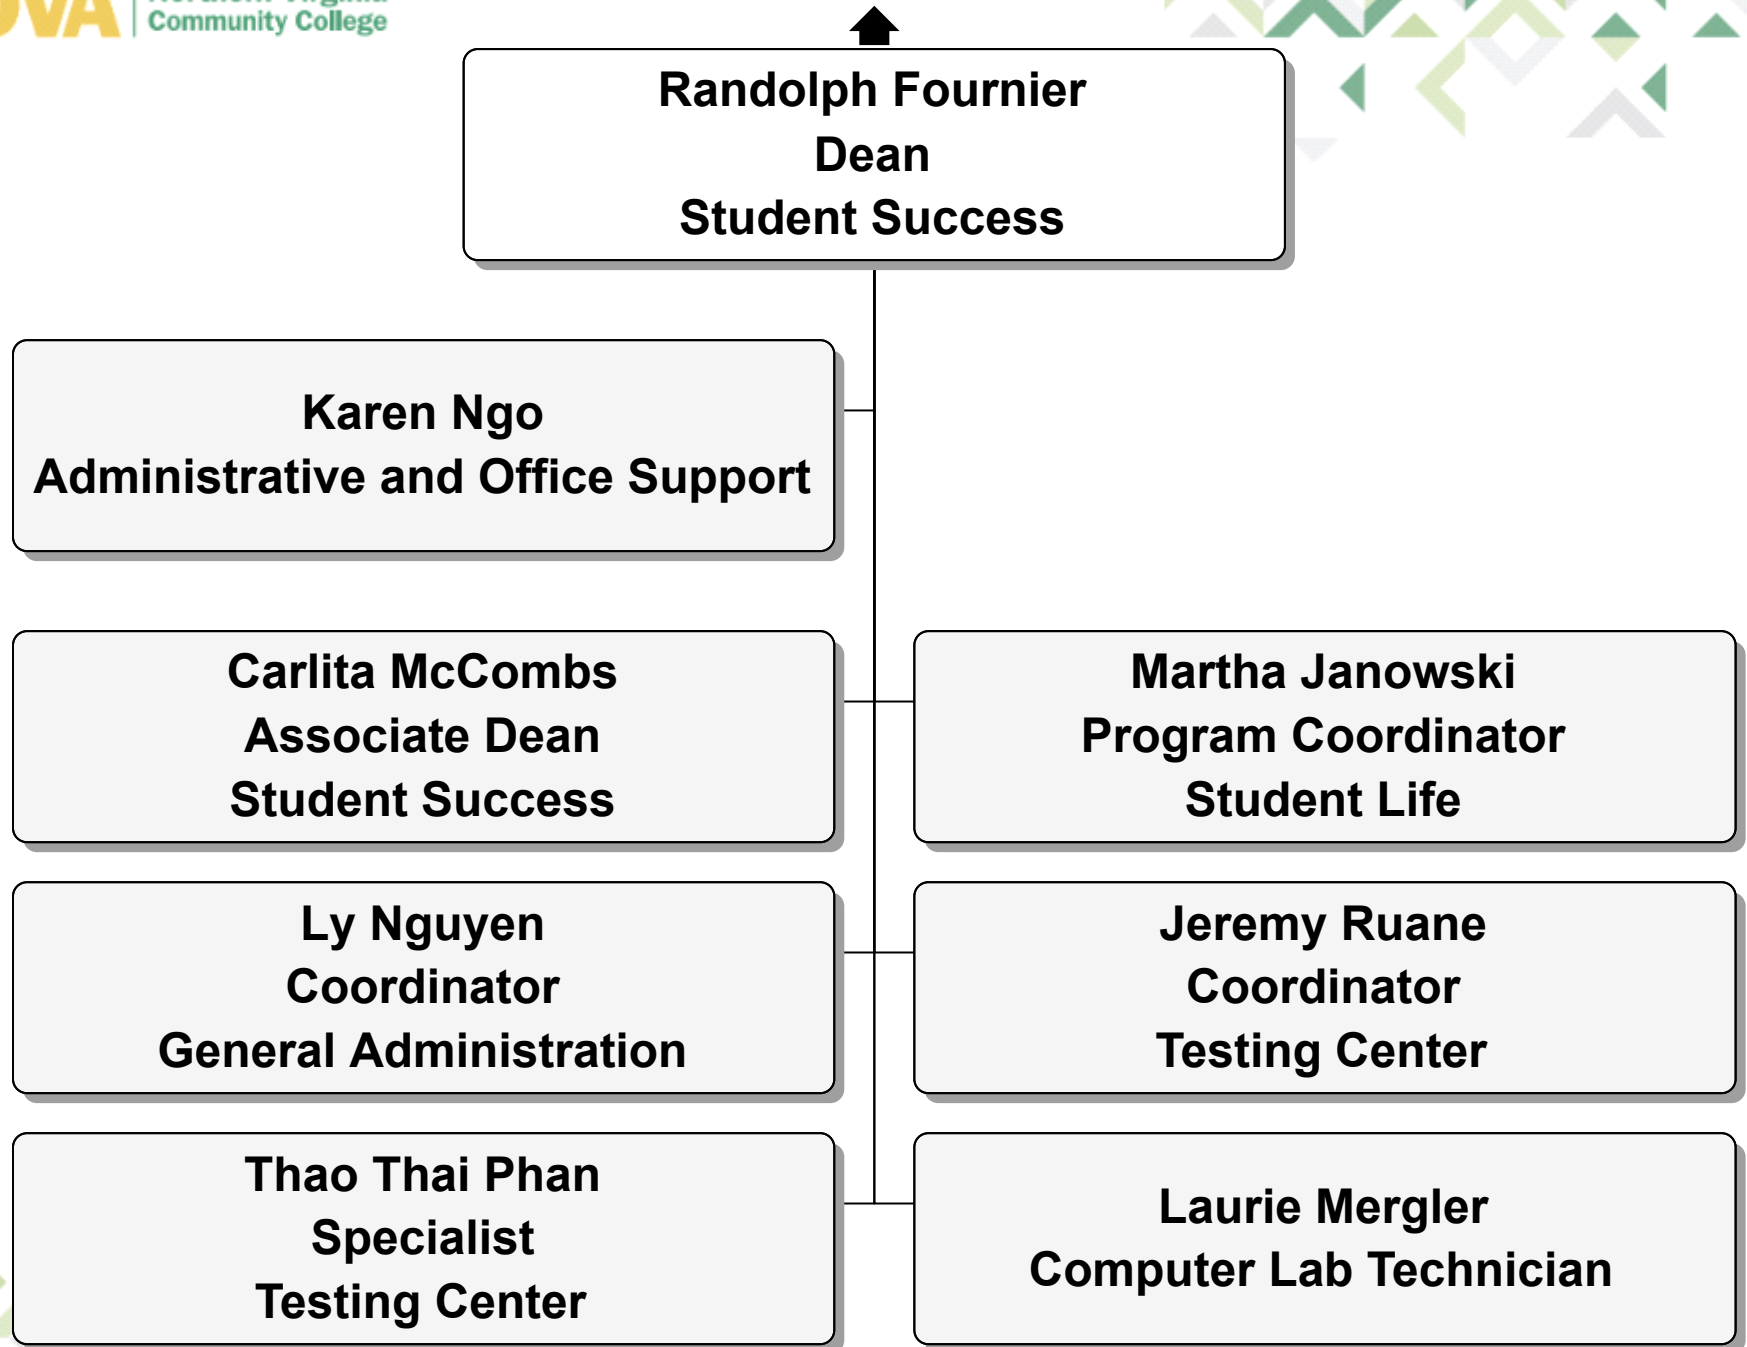 Community College
Randolph Fournier
Dean
Student Success
Karen Ngo
Administrative and Office Support
Carlita McCombs
Associate Dean
Student Success
Martha Janowski
Program Coordinator
Student Life
Ly Nguyen
Coordinator
General Administration
Jeremy Ruane
Coordinator
Testing Center
Thao Thai Phan
Specialist
Testing Center
Laurie Mergler
Computer Lab Technician